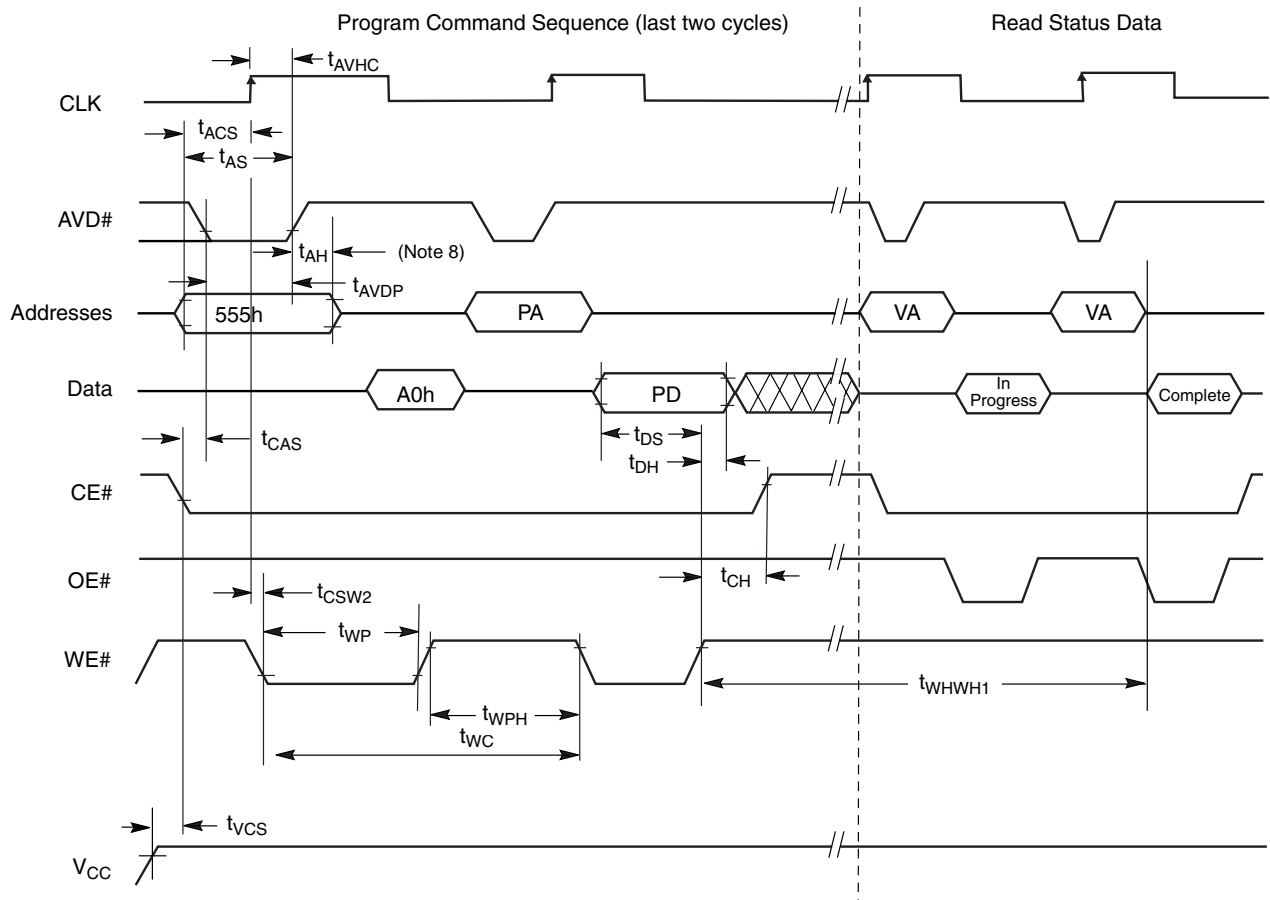 Program Command Sequence (last two cycles)
Read Status Data
tAVHC
CLK
tACS
tAS
AVD#
tAH
(Note 8)
tAVDP
Addresses
555h
PA
VA
VA
Data
A0h
PD
In
Progress
Complete
tCAS
tDS
tDH
CE#
OE#
tCH
tCSW2
tWP
WE#
tWHWH1
tWPH
tWC
tVCS
VCC